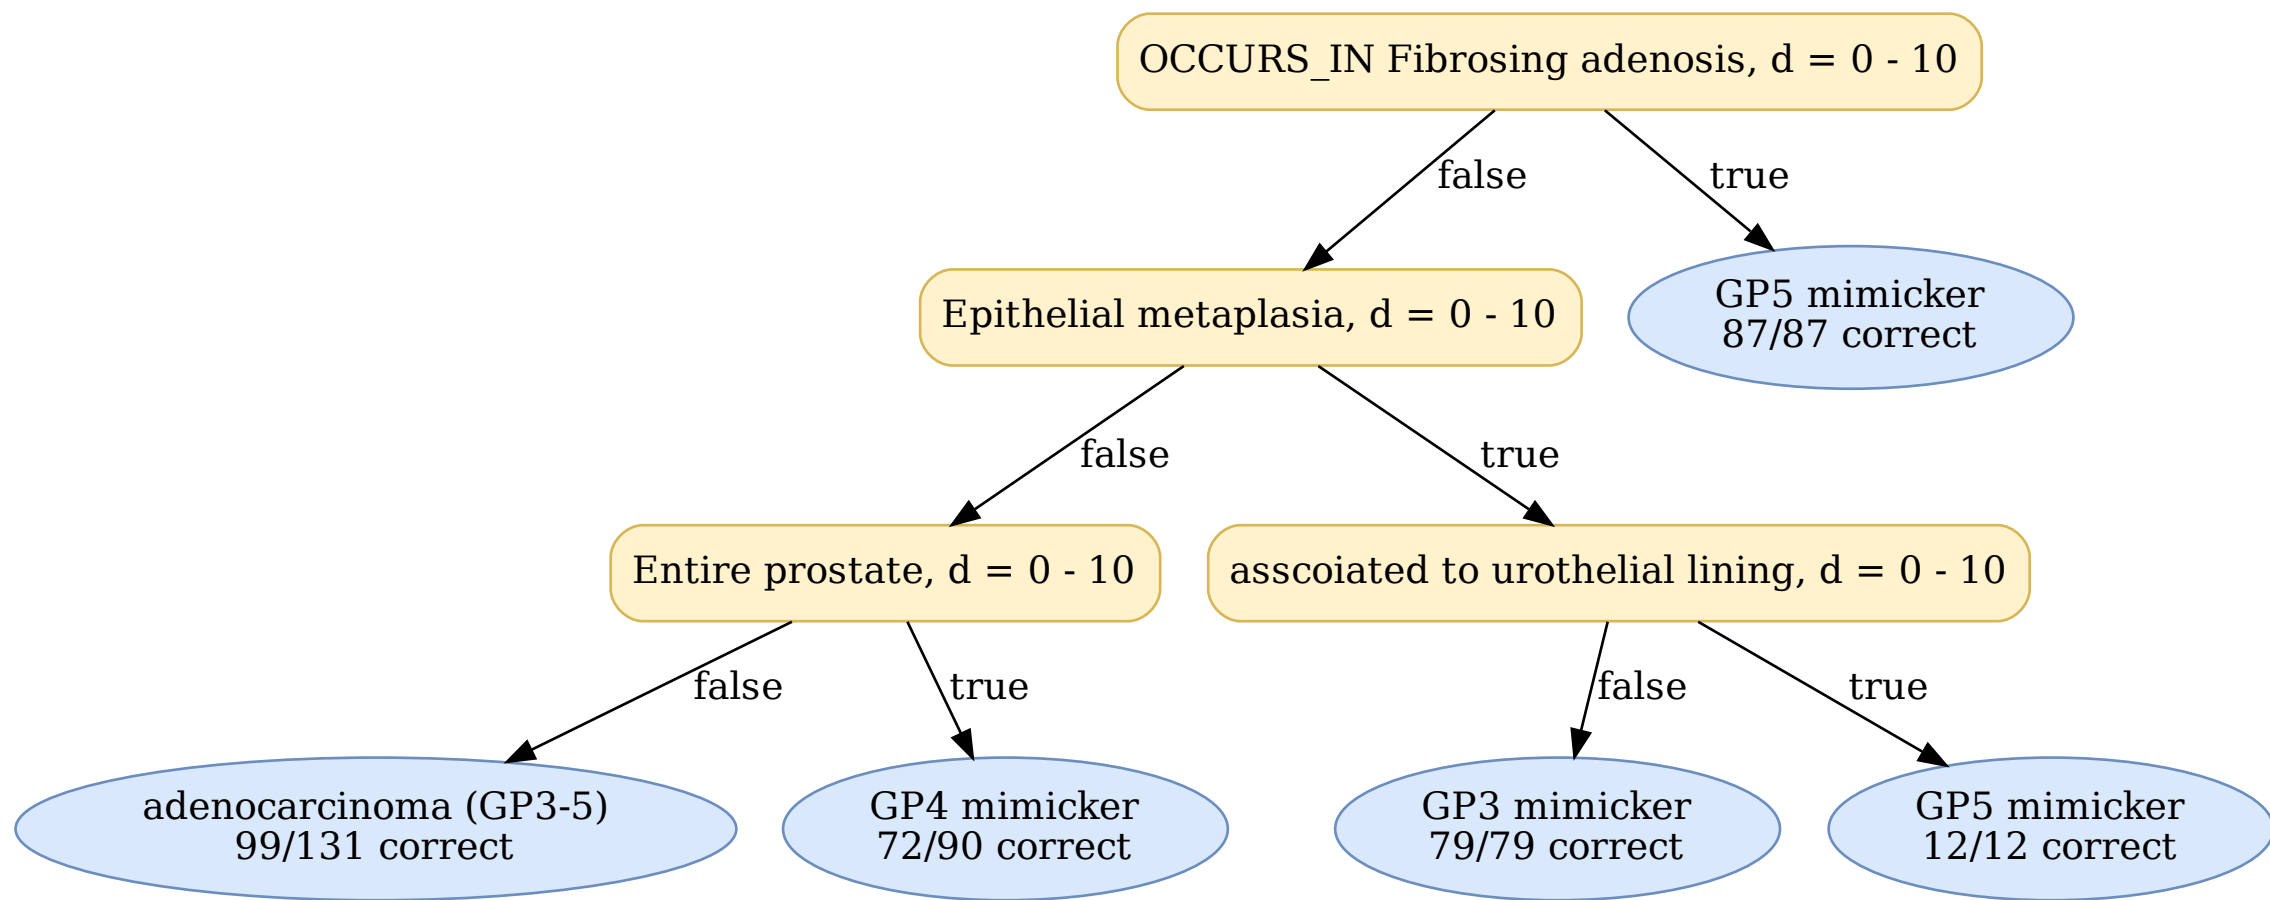 OCCURS_IN Fibrosing adenosis, d = 0 - 10
false
true
Epithelial metaplasia, d = 0 - 10
GP5 mimicker
87/87 correct
false
true
Entire prostate, d = 0 - 10
asscoiated to urothelial lining, d = 0 - 10
false
true
false
true
adenocarcinoma (GP3-5)
99/131 correct
GP4 mimicker
72/90 correct
GP3 mimicker
79/79 correct
GP5 mimicker
12/12 correct